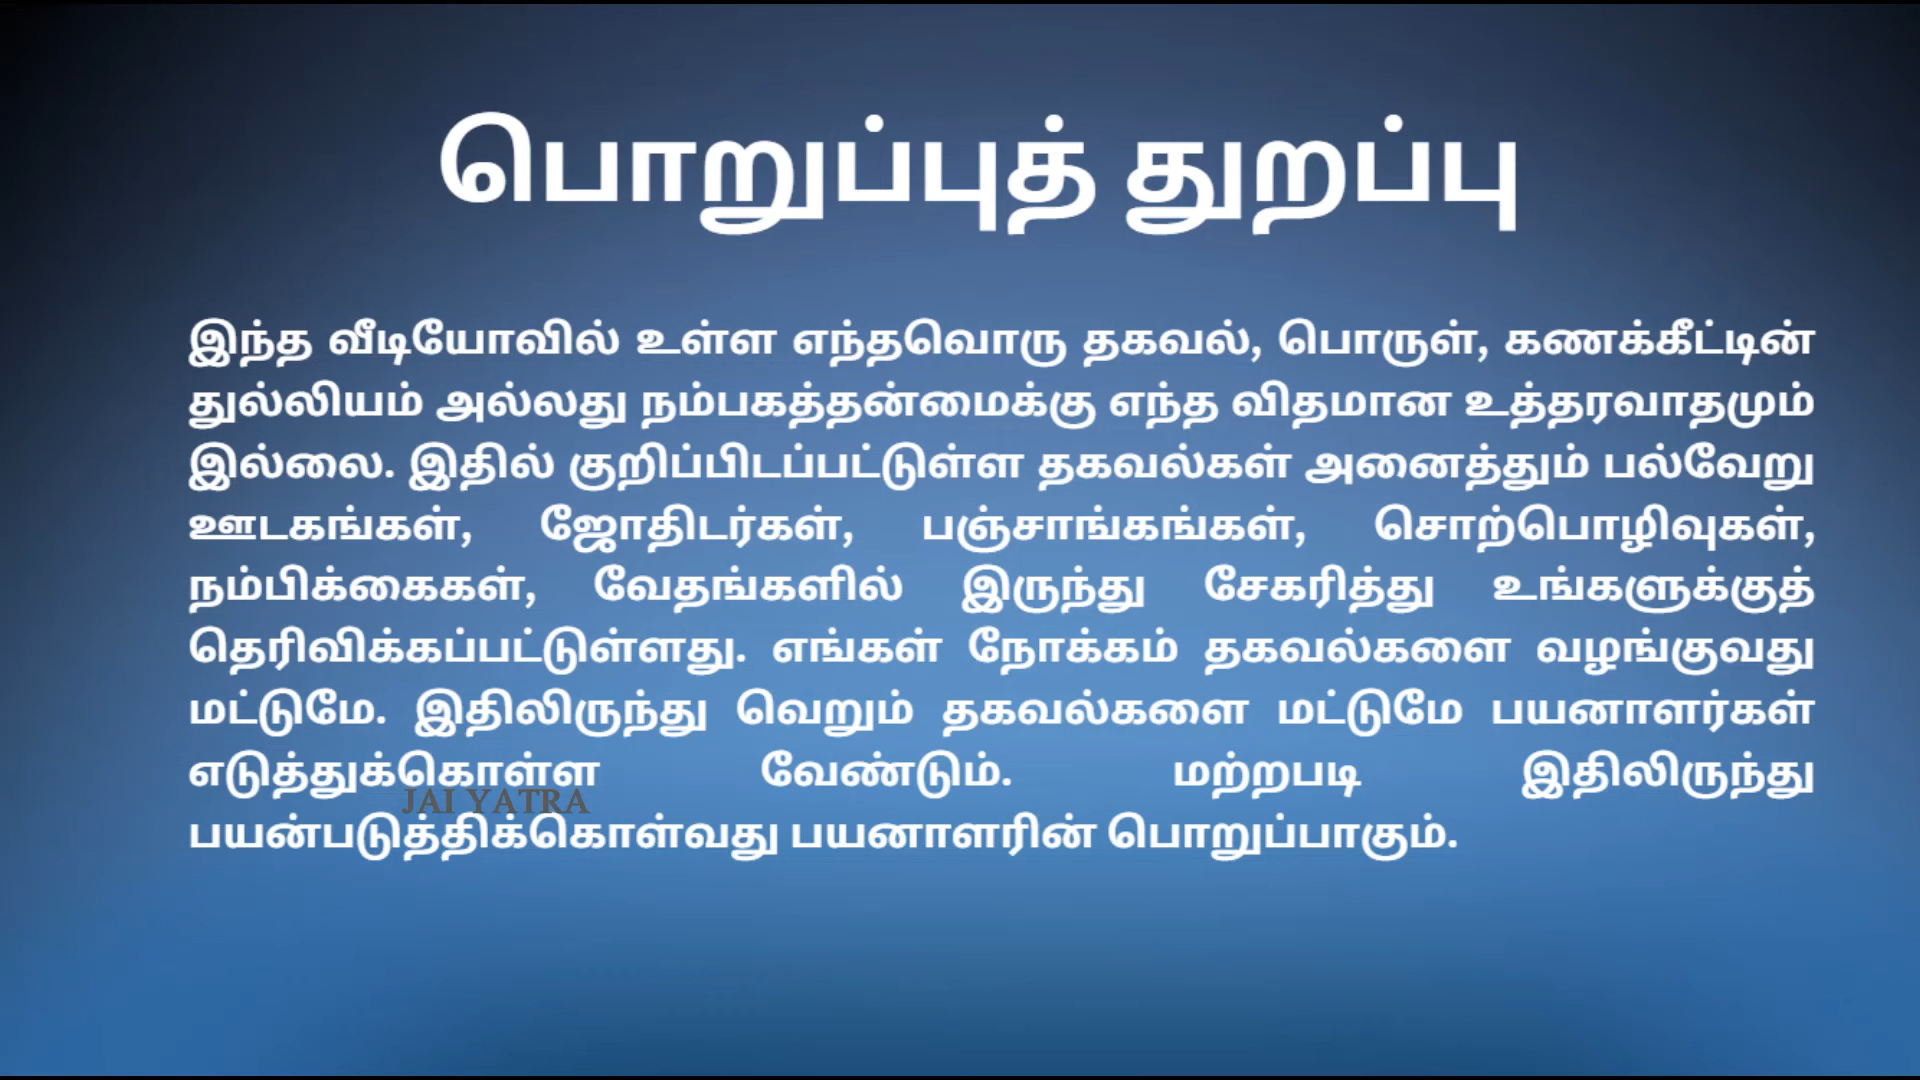 பொறுப்புத் துறப்பு
இந்த வீடியோவில் உள்ள எந்தவொரு தகவல், பொருள், கணக்கீட்டின்
துல்லியம் அல்லது நம்பகத்தன்மைக்கு எந்த விதமான உத்தரவாதமும்
இல்லை. இதில் குறிப்பிடப்பட்டுள்ள தகவல்கள் அனைத்தும் பல்வேறு
ஊடகங்கள், ஜோதிடர்கள், பஞ்சாங்கங்கள், சொற்பொழிவுகள்,
நம்பிக்கைகள், வேதங்களில் இருந்து சேகரித்து உங்களுக்குத்
தெரிவிக்கப்பட்டுள்ளது. எங்கள் நோக்கம் தகவல்களை வழங்குவது
மட்டுமே. இதிலிருந்து வெறும் தகவல்களை மட்டுமே பயனாளர்கள்
எடுத்துக்கொள்ள வேண்டும். மற்றபடி இதிலிருந்து
JAI YATRA
பயன்படுத்திக்கொள்வது பயனாளரின் பொறுப்பாகும்.